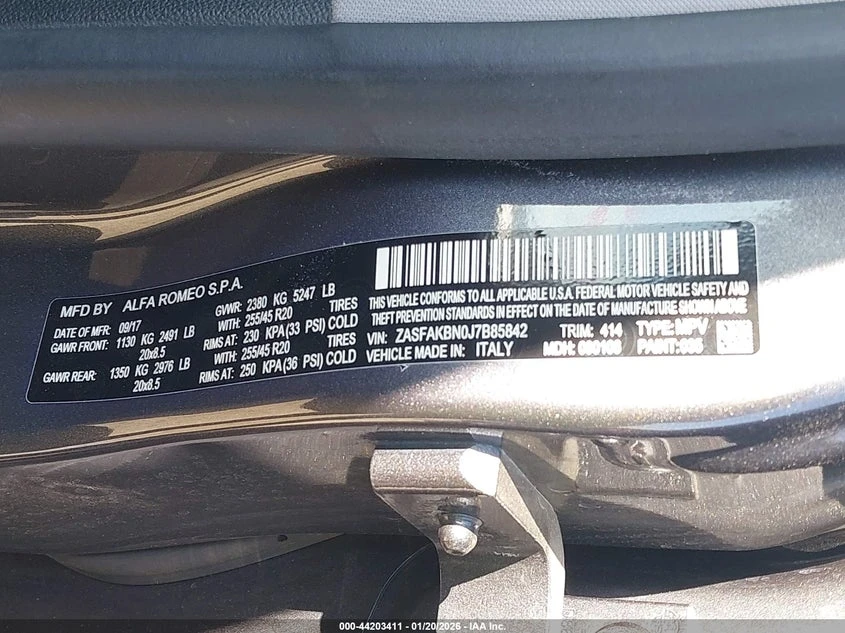 MFD BY ALFA ROMEO S.P.A.
DATE OF MFR: 09/17 GVWR: 2380 KG 5247 LB
GAWR FRONT: 1130 KG 2491 LB WITH: 255/45 R20 TIRES
20x8.5 RIMS AT: 230 KPA(33 PSI) COLD
GAWR REAR: 1350 KG 2976 LB WITH: 255/45 R20 TIRES
20x8.5 RIMS AT: 250 KPA(36 PSI) COLD
THIS VEHICLE CONFORMS TO ALL APPLICABLE U.S.A. FEDERAL MOTOR VEHICLE SAFETY AND
THEFT PREVENTION STANDARDS IN EFFECT ON THE DATE OF MANUFACTURE SHOWN ABOVE
VIN: ZASFAKBN0J7B85842 TRIM: 414 TYPE: MPV
VEHICLE MADE IN: ITALY MDH: PAINT:
000-44203411 - 01/20/2026 - IAA Inc.